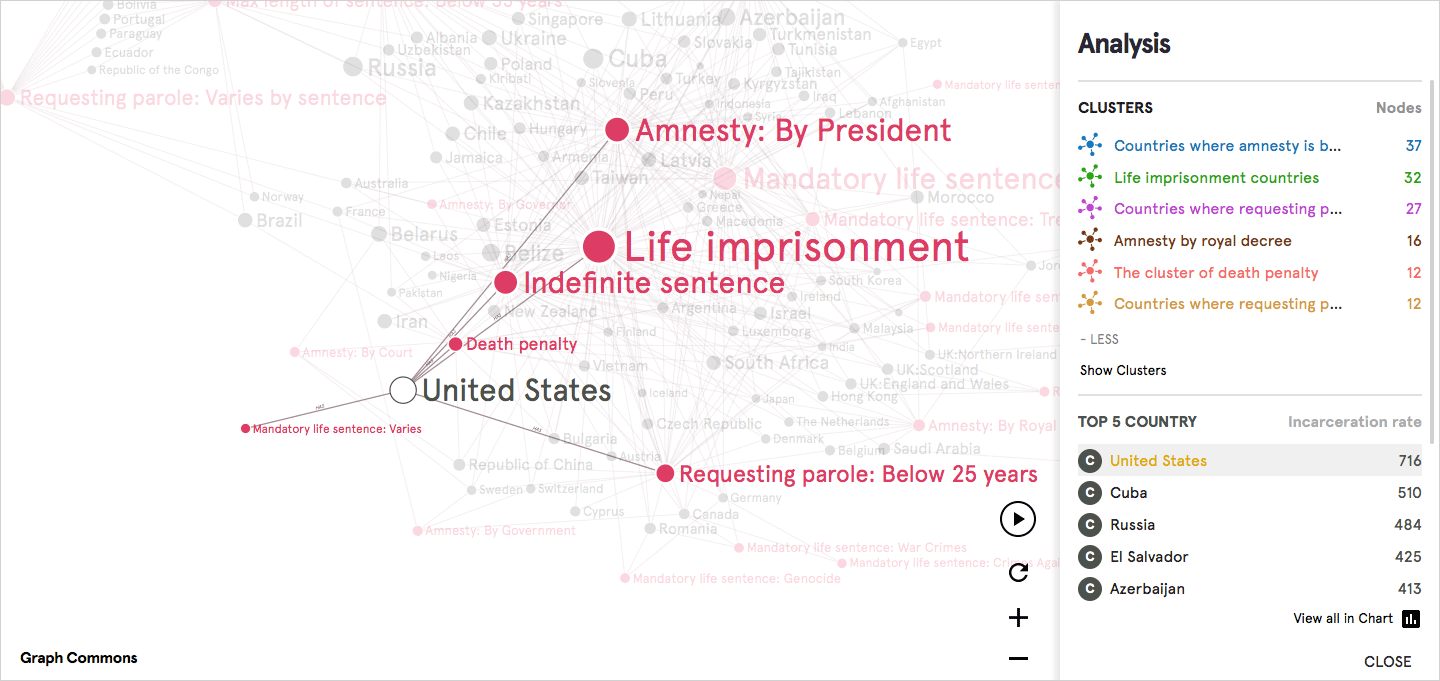 Max length of sentence: Below 35 years
Bolivia
Portugal
Paraguay
Ecuador
Republic of the Congo
Requesting parole: Varies by sentence
Singapore
Lithuania
Azerbaijan
Albania
Ukraine
Slovakia
Turkmenistan
Tunisia
Egypt
Uzbekistan
Russia
Poland
Cuba
Kiribati
Slovenia
Turkey
Tajikistan
Kyrgyzstan
Mandatory life senten
Kazakhstan
Peru
Indonesia
Iraq
Afghanistan
Syria
Lebanon
Chile
Hungary
Amnesty: By President
Jamaica
Armenia
Latvia
Taiwan
Mandatory life sentence
Australia
Norway
Nepal
Morocco
France
Amnesty: By Governor
Greece
Brazil
Estonia
Macedonia
Mandatory life sentence: Tre
Belarus
Laos
Belize
Life imprisonment
Jor
Nigeria
Indefinite sentence
South Korea
Pakistan
Ireland
Mandatory life sen
Iran
New Zealand
Argentina
Israel
Finland
Luxemborg
Malaysia
Mandatory life sente
Amnesty: By Court
Death penalty
India
UK:Northern Ireland
Vietnam
South Africa
UK:Scotland
United States
UK:England and Wales
Iceland
Japan
Hong Kong
R
HAS
Mandatory life sentence: Varies
HAS
Czech Republic
The Netherlands
Amnesty: By Royal
Bulgaria
Denmark
Austria
Belgium
Saudi Arabia
Republic of China
Requesting parole: Below 25 years
Sweden
Switzerland
Germany
Cyprus
Canada
Amnesty: By Government
Romania
Mandatory life sentence: War Crimes
Mandatory life sentence: Crimes Agai
Mandatory life sentence: Genocide
Graph Commons
Analysis
CLUSTERS Nodes
Countries where amnesty is b... 37
Life imprisonment countries 32
Countries where requesting p... 27
Amnesty by royal decree 16
The cluster of death penalty 12
Countries where requesting p... 12
- LESS
Show Clusters
TOP 5 COUNTRY Incarceration rate
C United States 716
C Cuba 510
C Russia 484
C El Salvador 425
C Azerbaijan 413
View all in Chart
CLOSE